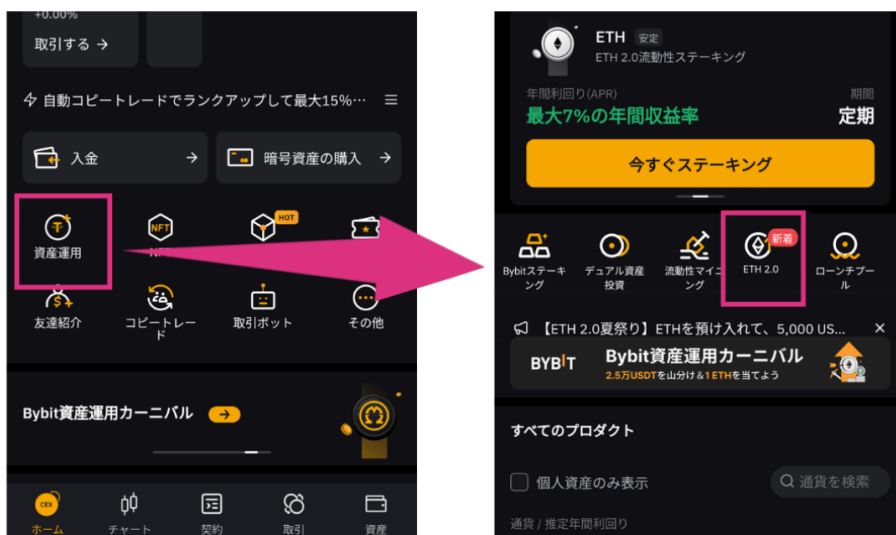 +0.00%
取引する →
自動コピートレードでランクアップして最大15%…
入金 →
暗号資産の購入 →
HOT
NFT
資産運用
友達紹介
コピートレー
ド
取引ボット
その他
Bybit資産運用カーニバル →
CEX
ホーム
チャート
契約
取引
資産
ETH 安定
ETH 2.0流動性ステーキング
年間利回り(APR) 期間
最大7%の年間収益率 定期
今すぐステーキング
新着
Bybitステーキ
ング
デュアル資産
投資
流動性マイニ
ング
ETH 2.0
ローンチプー
ル
【ETH 2.0夏祭り】ETHを預け入れて、5,000 US... ×
BYBIT
Bybit資産運用カーニバル
2.5万USDTを山分け&1ETHを当てよう
すべてのプロダクト
個人資産のみ表示
通貨を検索
通貨 / 推定年間利回り